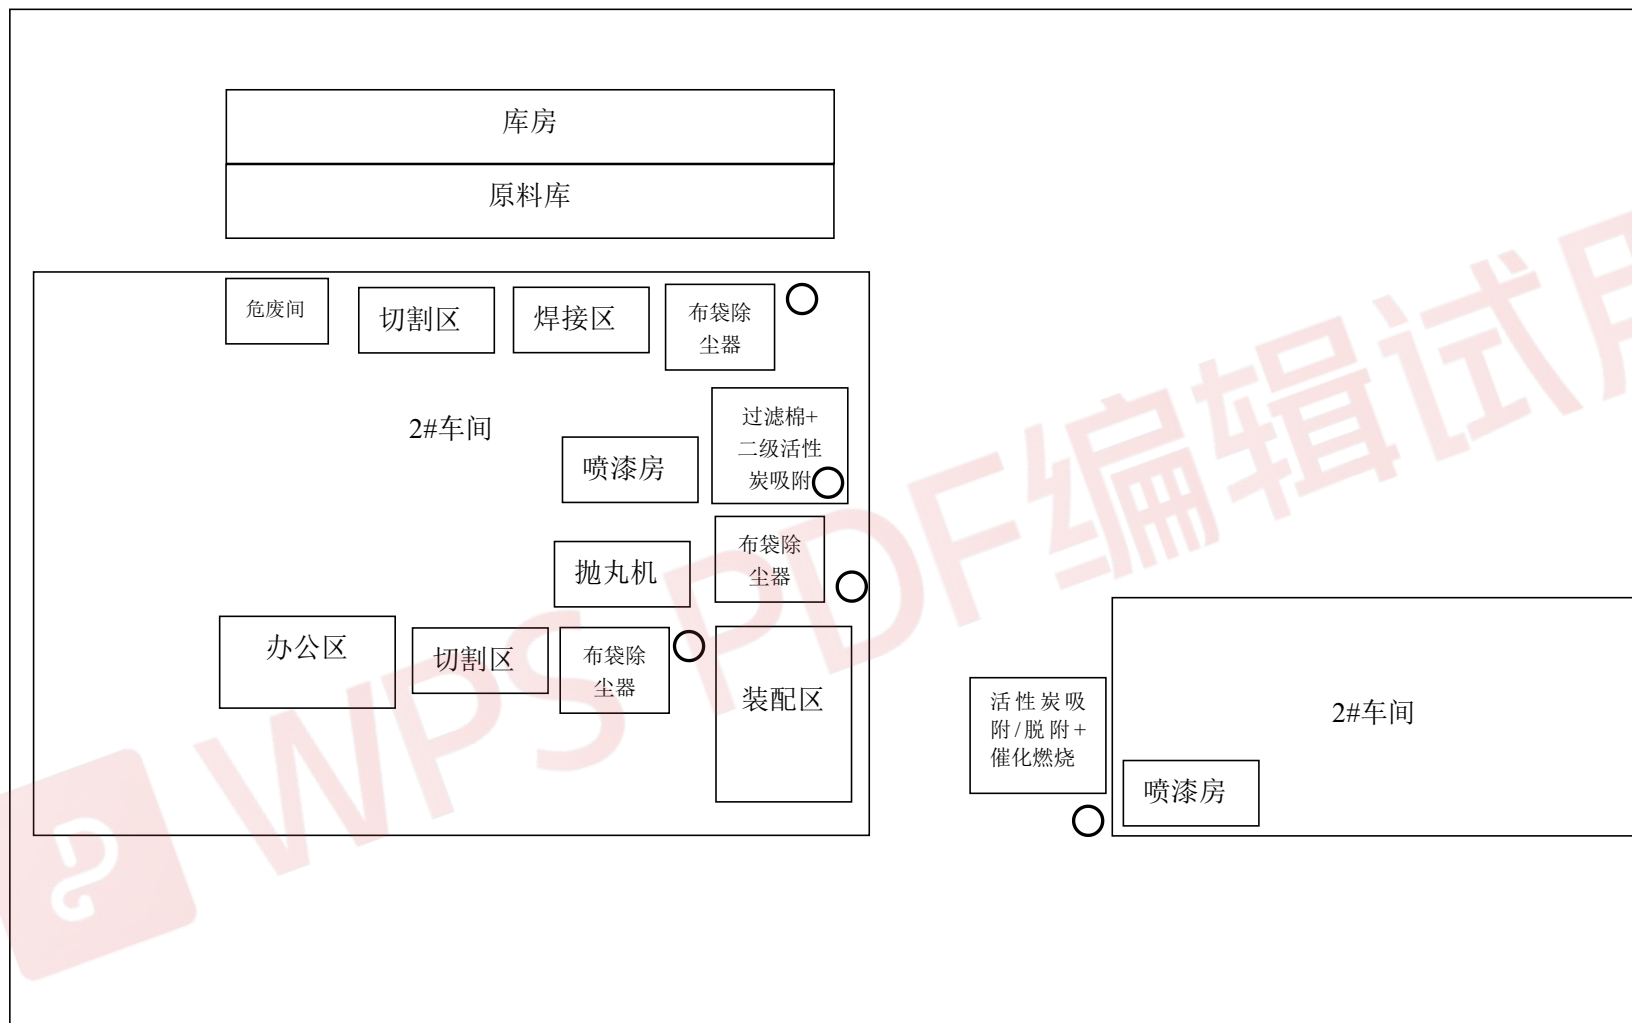 库房
原料库
危废间
切割区
焊接区
布袋除
尘器
2#车间
过滤棉+
二级活性
炭吸附
喷漆房
布袋除
尘器
抛丸机
办公区
切割区
布袋除
尘器
装配区
活性炭吸
附/脱附+
催化燃烧
2#车间
喷漆房
WPS PDF编辑试用